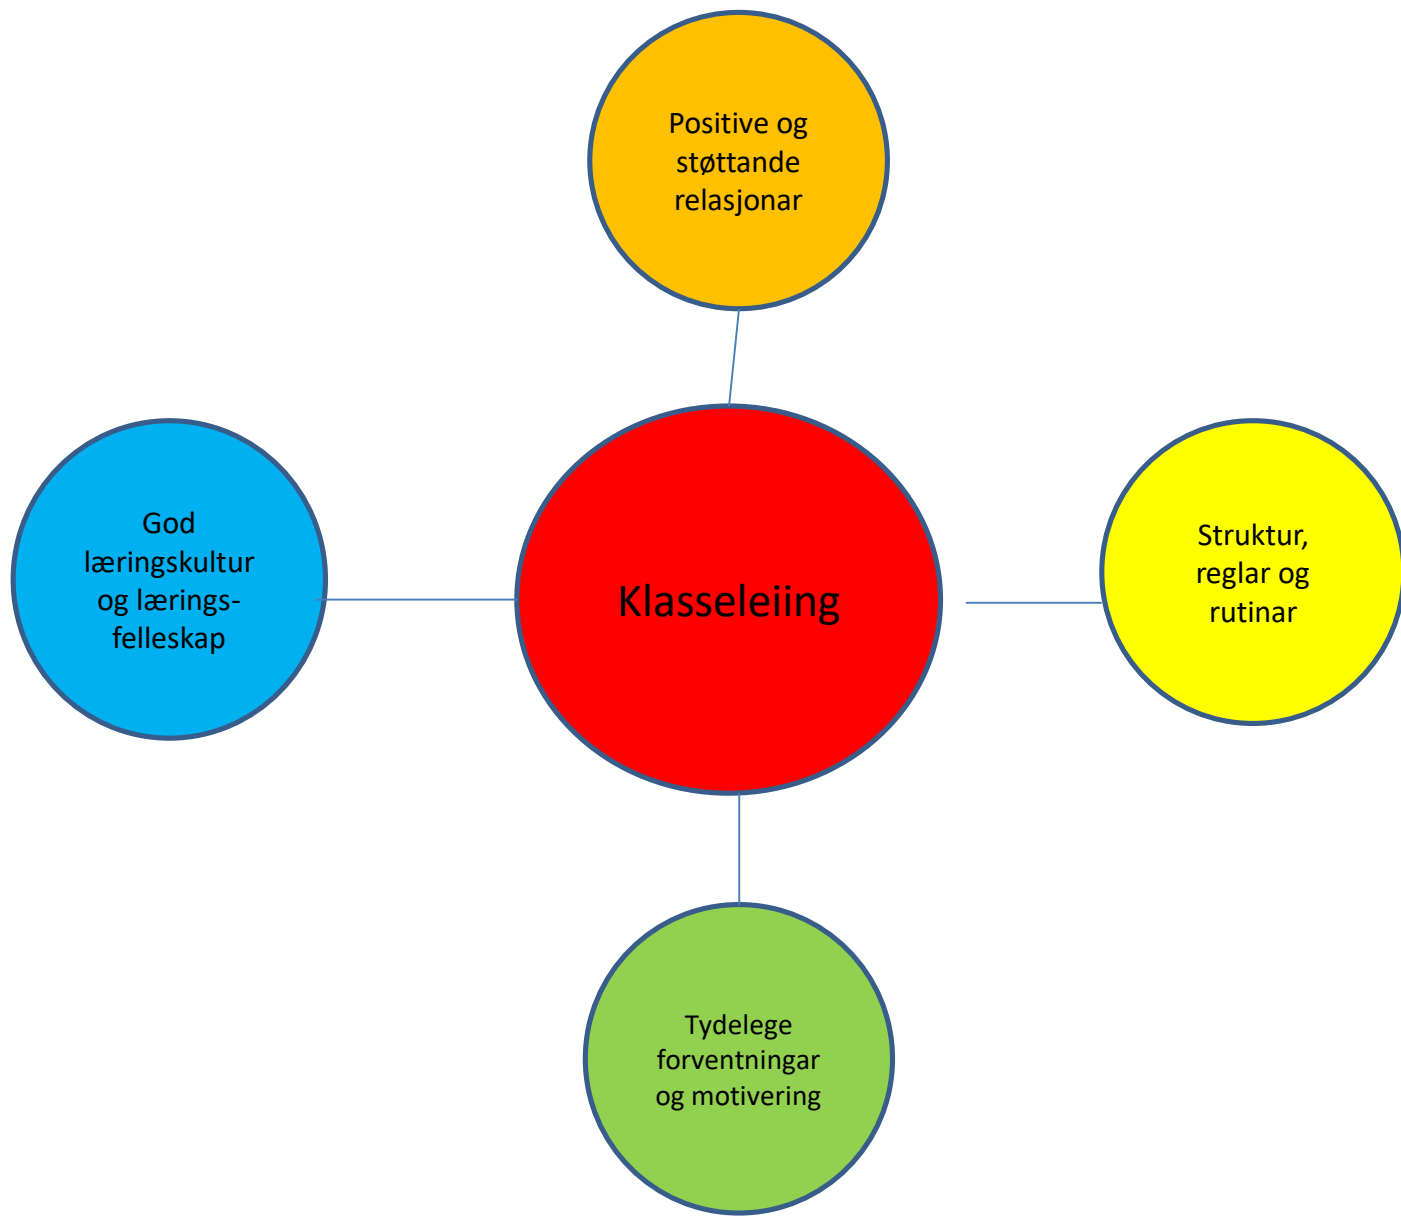 Positive og
støttande
relasjonar
God
læringskultur
og lærings-
felleskap
Klasseleiing
Struktur,
reglar og
rutinar
Tydelege
forventningar
og motivering